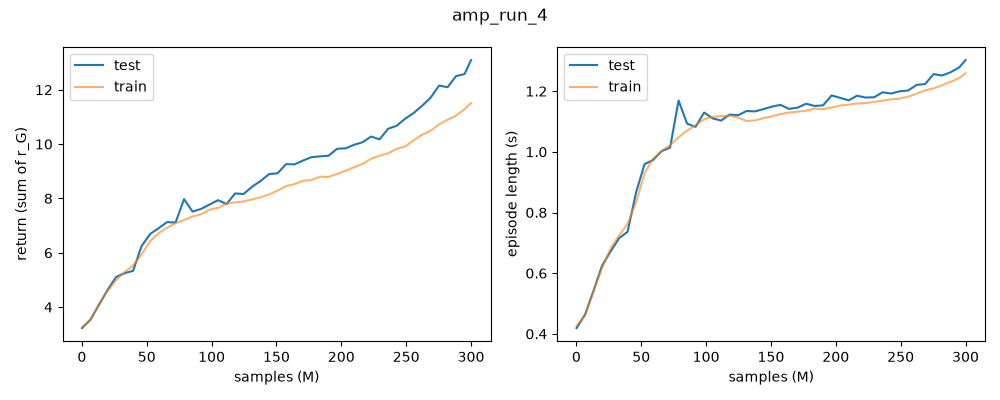 amp_run_4
test
train
return (sum of r_G)
12
10
8
6
4
0 50 100 150 200 250 300
samples (M)
test
train
episode length (s)
1.2
1.0
0.8
0.6
0.4
0 50 100 150 200 250 300
samples (M)